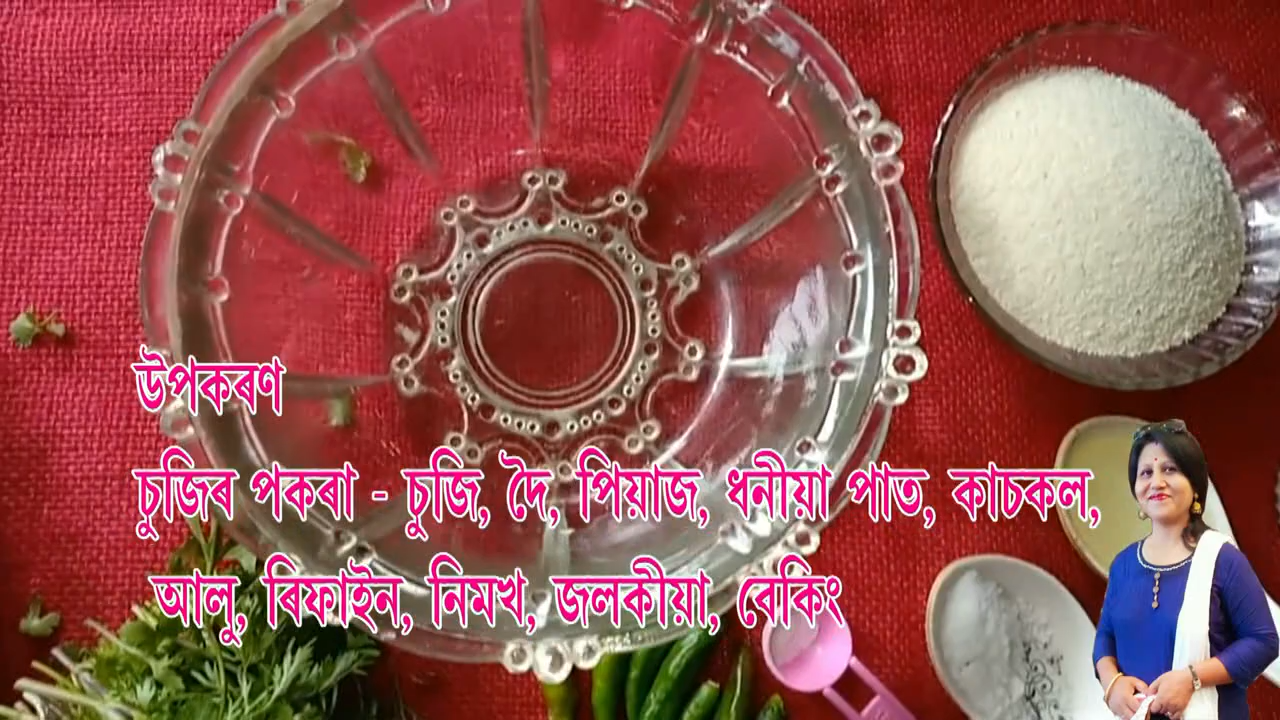 উপকৰণ
চুজিৰ পকৰা - চুজি, দৈ, পিয়াজ, ধনীয়া পাত, কাচকল,
আলু, ৰিফাইন, নিমখ, জলকীয়া, বেকিং